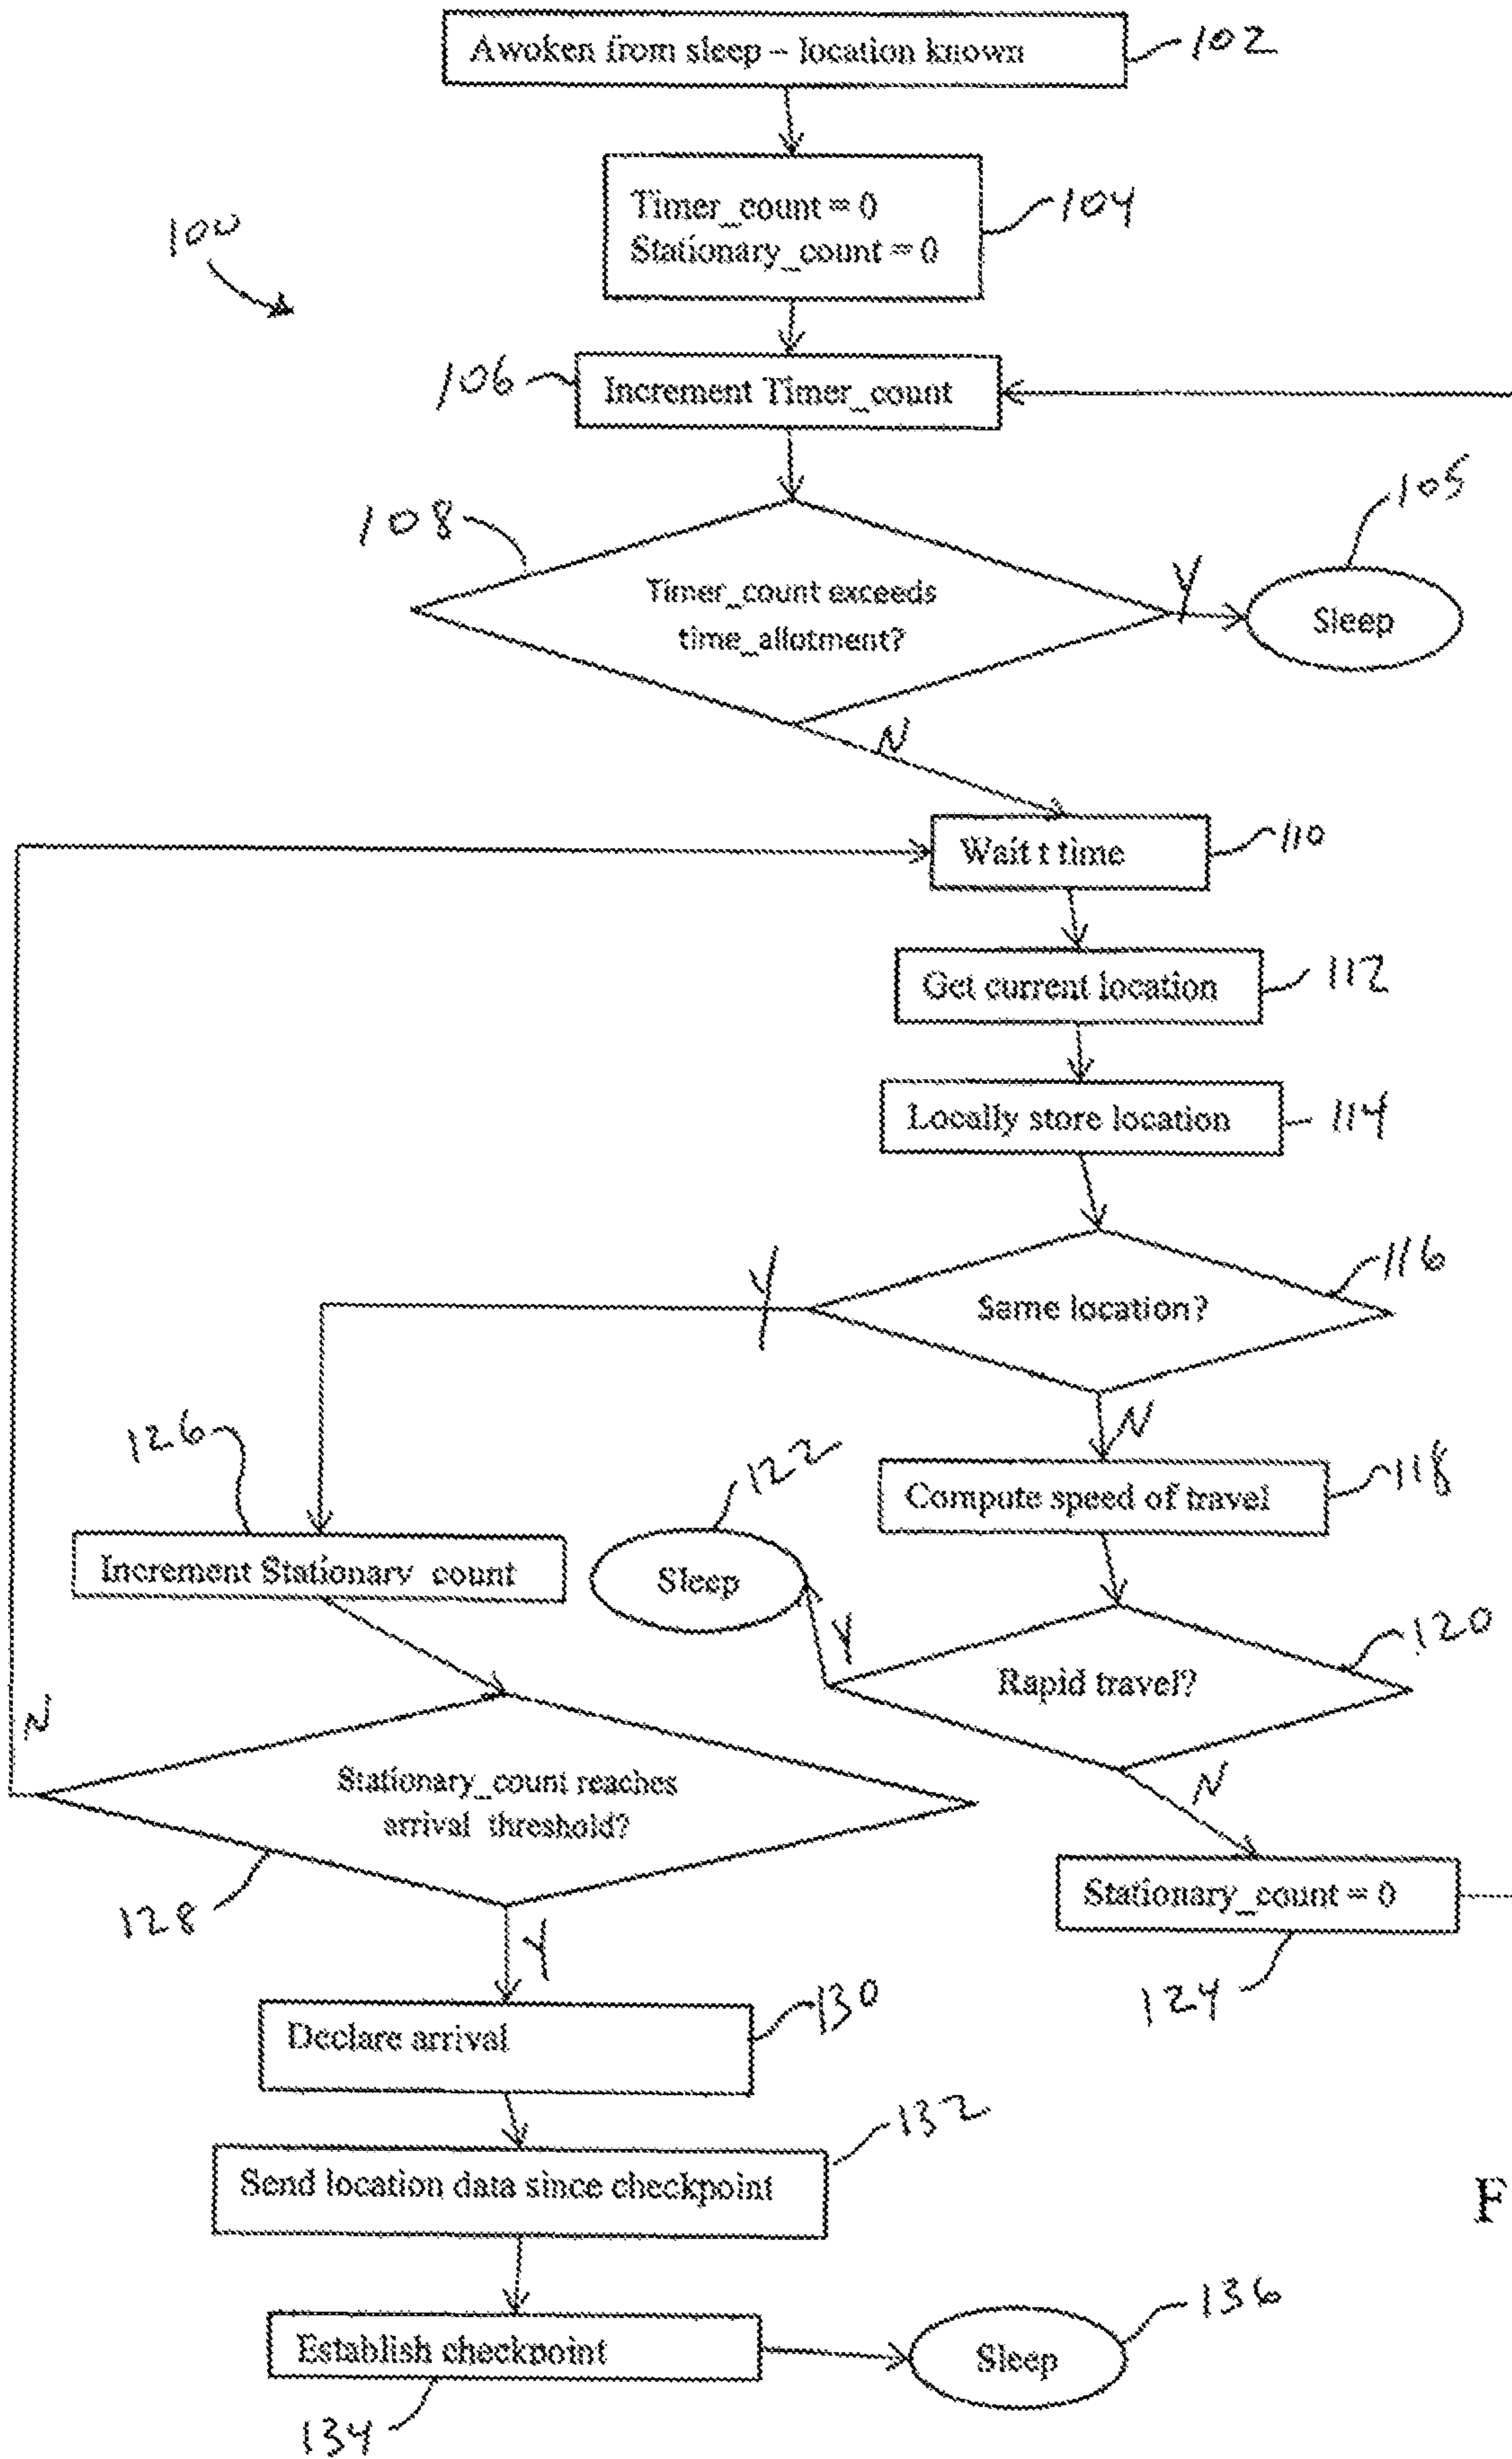 Awoken from sleep – location known
102
Timer_count = 0
Stationary_count = 0
104
100
106
Increment Timer_count
108
Timer_count exceeds
time_allotment?
Y
105
Sleep
N
Wait t time
110
Get current location
112
Locally store location
114
Same location?
116
Y
N
126
Increment Stationary count
122
Sleep
Compute speed of travel
118
Y
Rapid travel?
120
N
N
Stationary_count reaches
arrival threshold?
128
Y
Stationary_count = 0
124
Declare arrival
130
Send location data since checkpoint
132
F
Establish checkpoint
134
Sleep
136